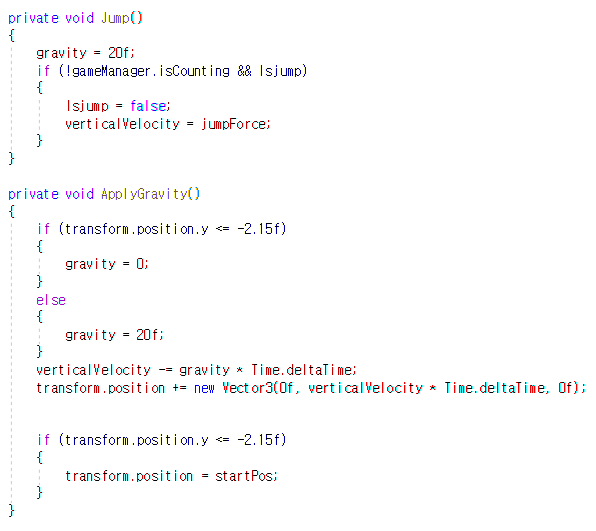 private void Jump()
{
gravity = 20f;
if (!gameManager.isCounting && Isjump)
{
Isjump = false;
verticalVelocity = jumpForce;
}
}
private void ApplyGravity()
{
if (transform.position.y <= -2.15f)
{
gravity = 0;
}
else
{
gravity = 20f;
}
verticalVelocity -= gravity * Time.deltaTime;
transform.position += new Vector3(0f, verticalVelocity * Time.deltaTime, 0f);
if (transform.position.y <= -2.15f)
{
transform.position = startPos;
}
}